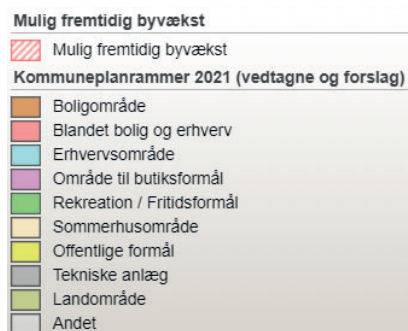 Mulig fremtidig byvækst
Mulig fremtidig byvækst
Kommuneplanrammer 2021 (vedtagne og forslag)
Boligområde
Blandet bolig og erhverv
Erhvervsområde
Område til butiksformål
Rekreation / Fritidsformål
Sommerhusområde
Offentlige formål
Tekniske anlæg
Landområde
Andet